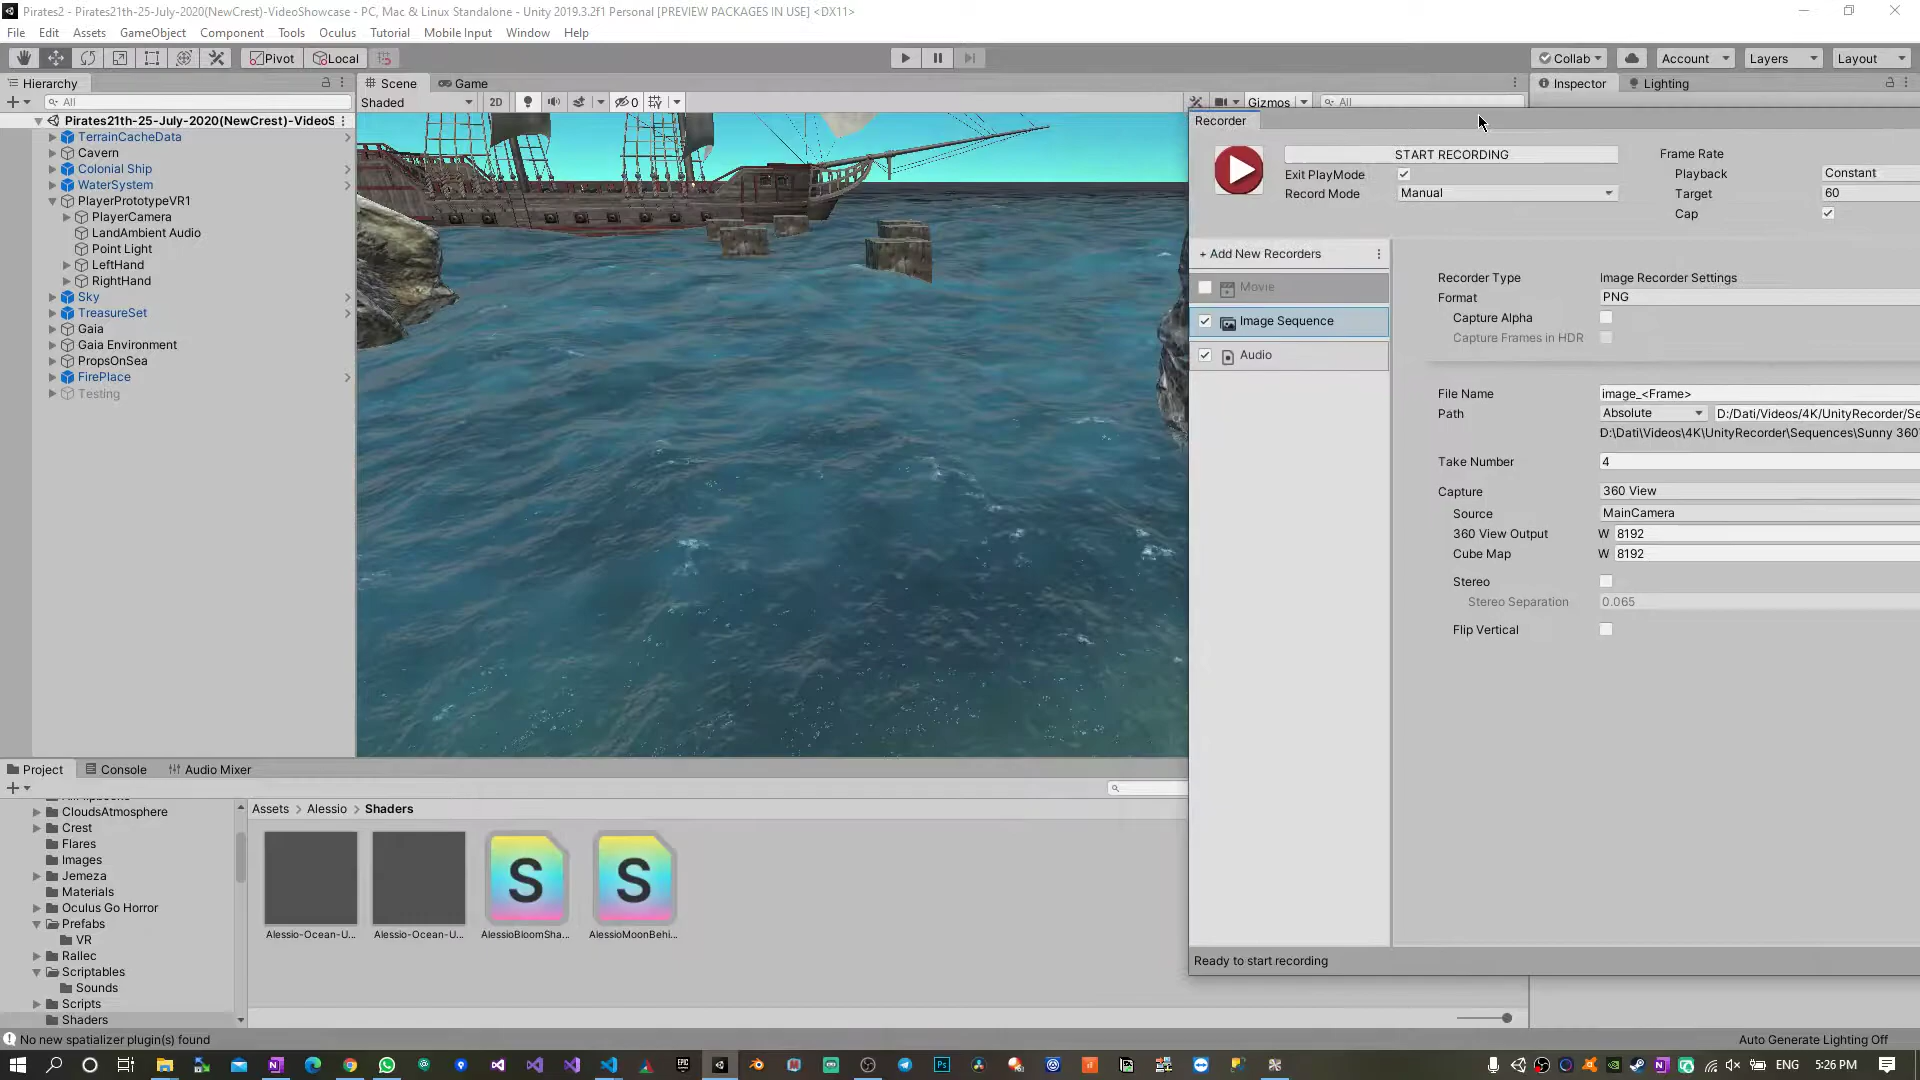 Pirates2 - Pirates21th-25-July-2020(NewCrest)-VideoShowcase - PC, Mac & Linux Standalone - Unity 2019.3.2f1 Personal [PREVIEW PACKAGES IN USE] <DX11>
File Edit Assets GameObject Component Tools Oculus Tutorial Mobile Input Window Help
Pivot Local Collab Account Layers Layout
Hierarchy Scene Game Inspector Lighting
All Shaded 2D 0 Gizmos All
Pirates21th-25-July-2020(NewCrest)-VideoS
TerrainCacheData
Cavern
Colonial Ship
WaterSystem
PlayerPrototypeVR1
PlayerCamera
LandAmbient Audio
Point Light
LeftHand
RightHand
Sky
TreasureSet
Gaia
Gaia Environment
PropsOnSea
FirePlace
Testing
Recorder
START RECORDING
Exit PlayMode
Record Mode Manual
Frame Rate
Playback Constant
Target 60
Cap
+ Add New Recorders
Movie
Image Sequence
Audio
Recorder Type Image Recorder Settings
Format PNG
Capture Alpha
Capture Frames in HDR
File Name image_<Frame>
Path Absolute D:/Dati/Videos/4K/UnityRecorder/Se
D:\Dati\Videos\4K\UnityRecorder\Sequences\Sunny 360
Take Number 4
Capture 360 View
Source MainCamera
360 View Output W 8192
Cube Map W 8192
Stereo
Stereo Separation 0.065
Flip Vertical
Ready to start recording
Project Console Audio Mixer
CloudsAtmosphere
Crest
Flares
Images
Jemeza
Materials
Oculus Go Horror
Prefabs
VR
Rallec
Scriptables
Sounds
Scripts
Shaders
Assets > Alessio > Shaders
S S
Alessio-Ocean-U... Alessio-Ocean-U... AlessioBloomSha... AlessioMoonBehi...
No new spatializer plugin(s) found
Auto Generate Lighting Off
ENG 5:26 PM